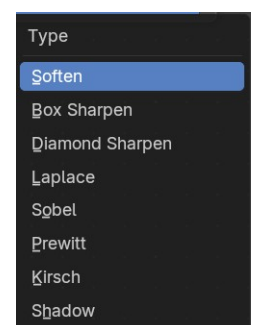 Type
Soften
Box Sharpen
Diamond Sharpen
Laplace
Sobel
Prewitt
Kirsch
Shadow